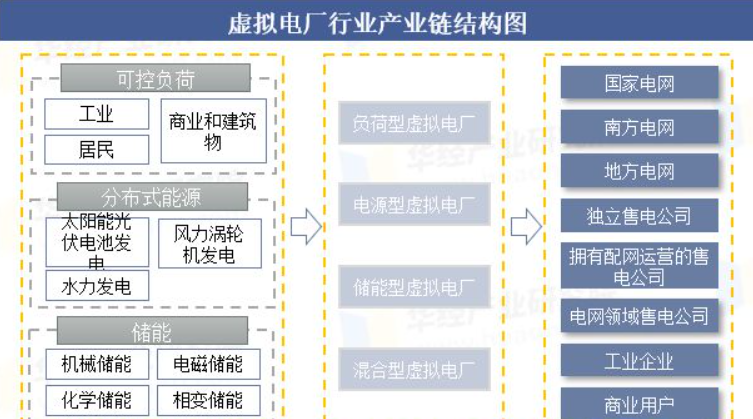 虚拟电厂行业产业链结构图
可控负荷
工业
居民
商业和建筑
物
分布式能源
太阳能光
伏电池发
电
风力涡轮
机发电
水力发电
储能
机械储能
电磁储能
化学储能
相变储能
负荷型虚拟电厂
电源型虚拟电厂
储能型虚拟电厂
混合型虚拟电厂
国家电网
南方电网
地方电网
独立售电公司
拥有配网运营的售
电公司
电网领域售电公司
工业企业
商业用户